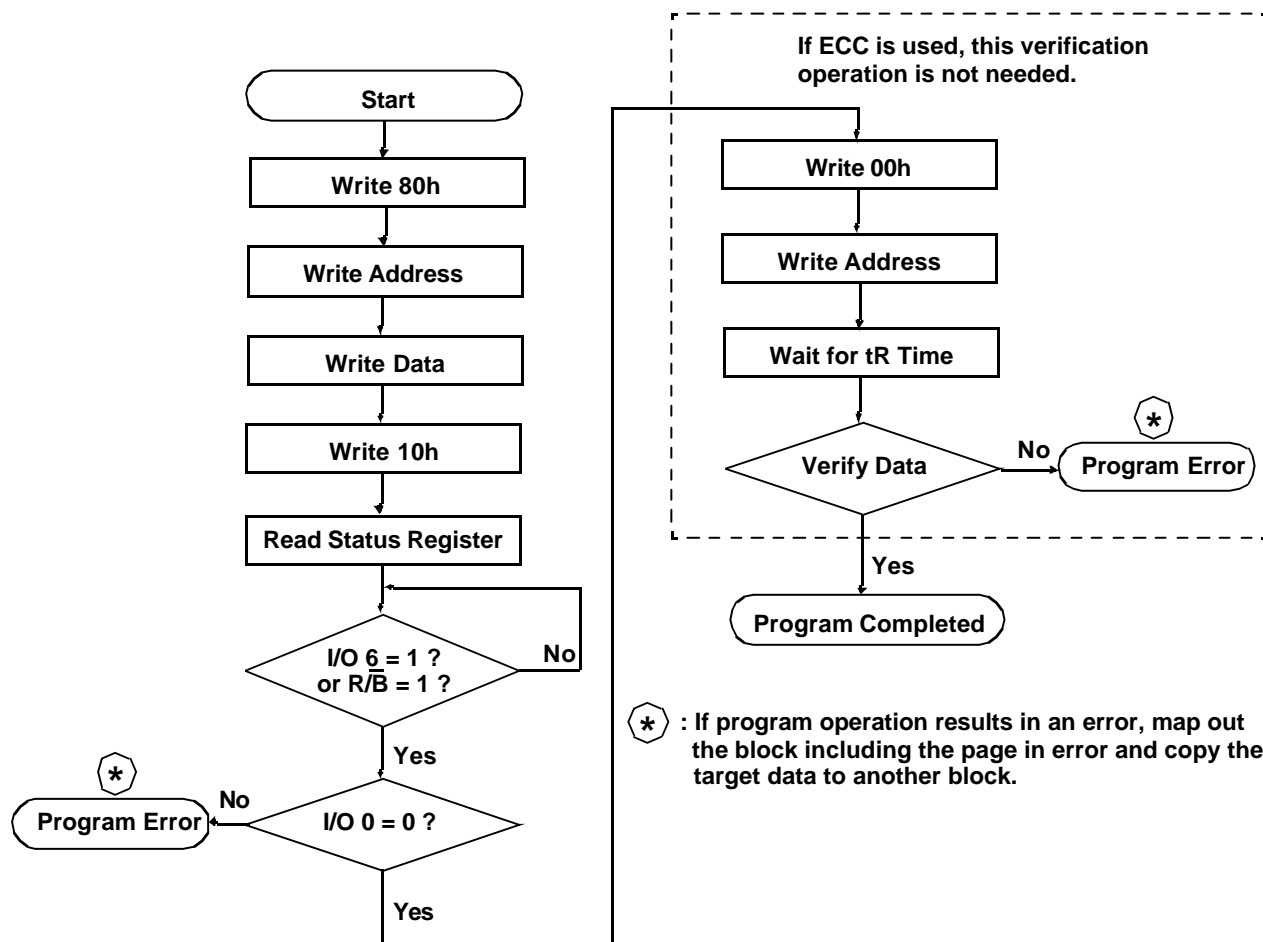 Start
Write 80h
Write Address
Write Data
Write 10h
Read Status Register
I/O 6 = 1 ?
or R/B̅ = 1 ?
No
Yes
*
No
Program Error
I/O 0 = 0 ?
Yes
If ECC is used, this verification
operation is not needed.
Write 00h
Write Address
Wait for tR Time
*
Verify Data
No
Program Error
Yes
Program Completed
* : If program operation results in an error, map out
the block including the page in error and copy the
target data to another block.